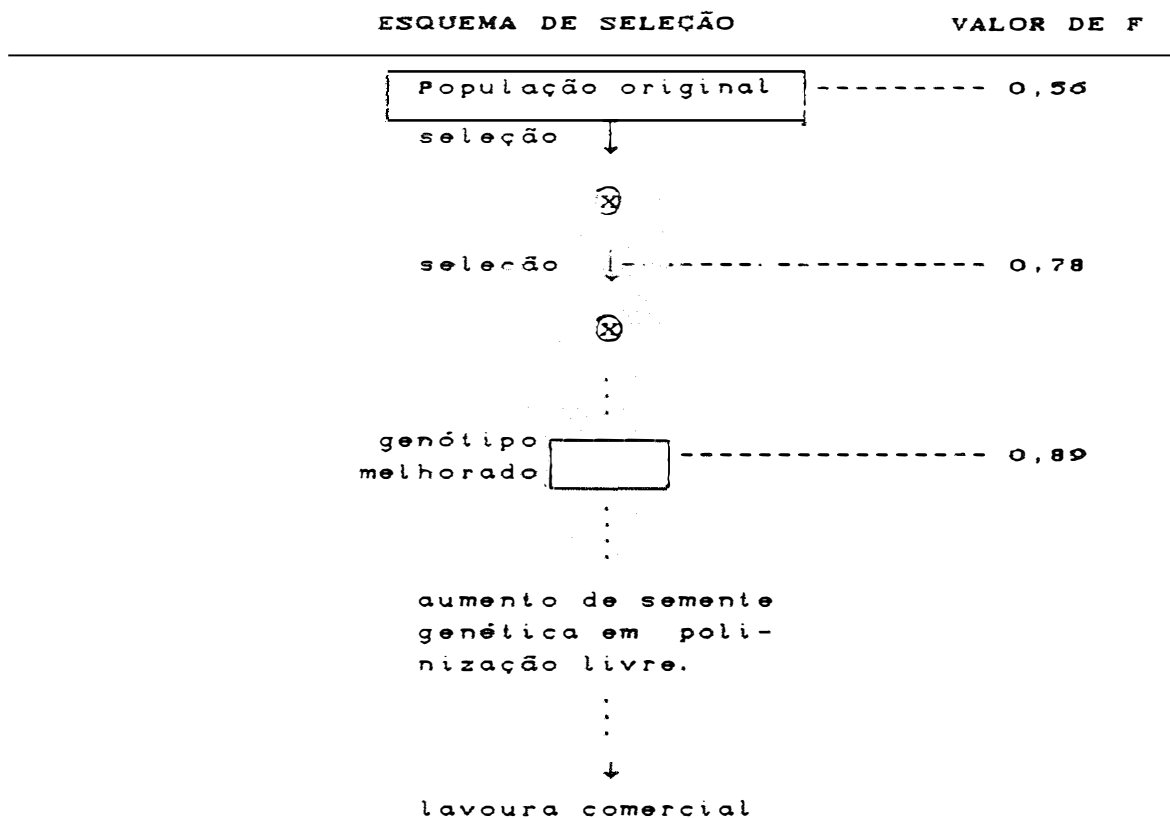 ESQUEMA DE SELEÇÃO VALOR DE F
População original --------- 0,56
seleção
X
seleção ---------------- 0,78
X
genótipo
melhorado ---------------- 0,89
aumento de semente
genética em poli-
nização livre.
lavoura comercial